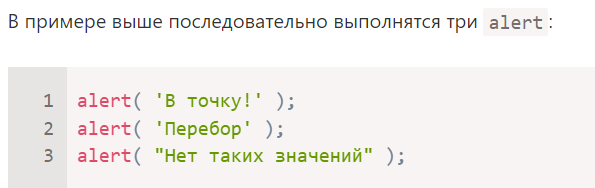 В примере выше последовательно выполнятся три alert:
1 alert( 'В точку!' );
2 alert( 'Перебор' );
3 alert( "Нет таких значений" );